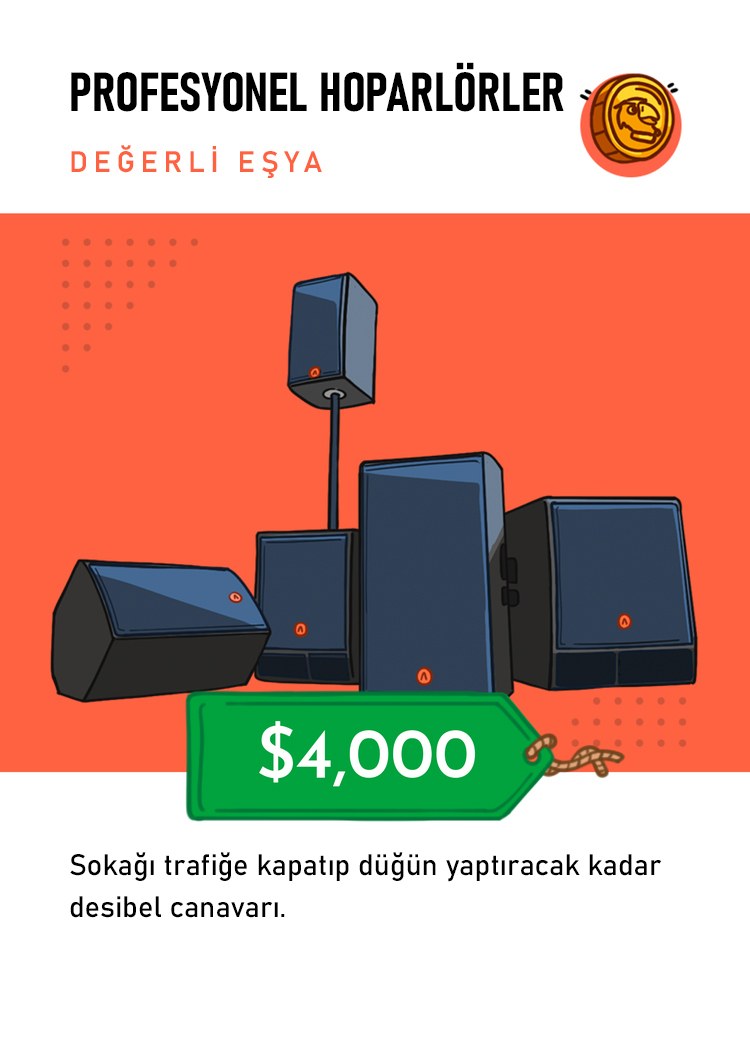 PROFESYONEL HOPARLÖRLER
DEĞERLİ EŞYA
$4,000
Sokağı trafiğe kapatıp düğün yaptıracak kadar
desibel canavarı.